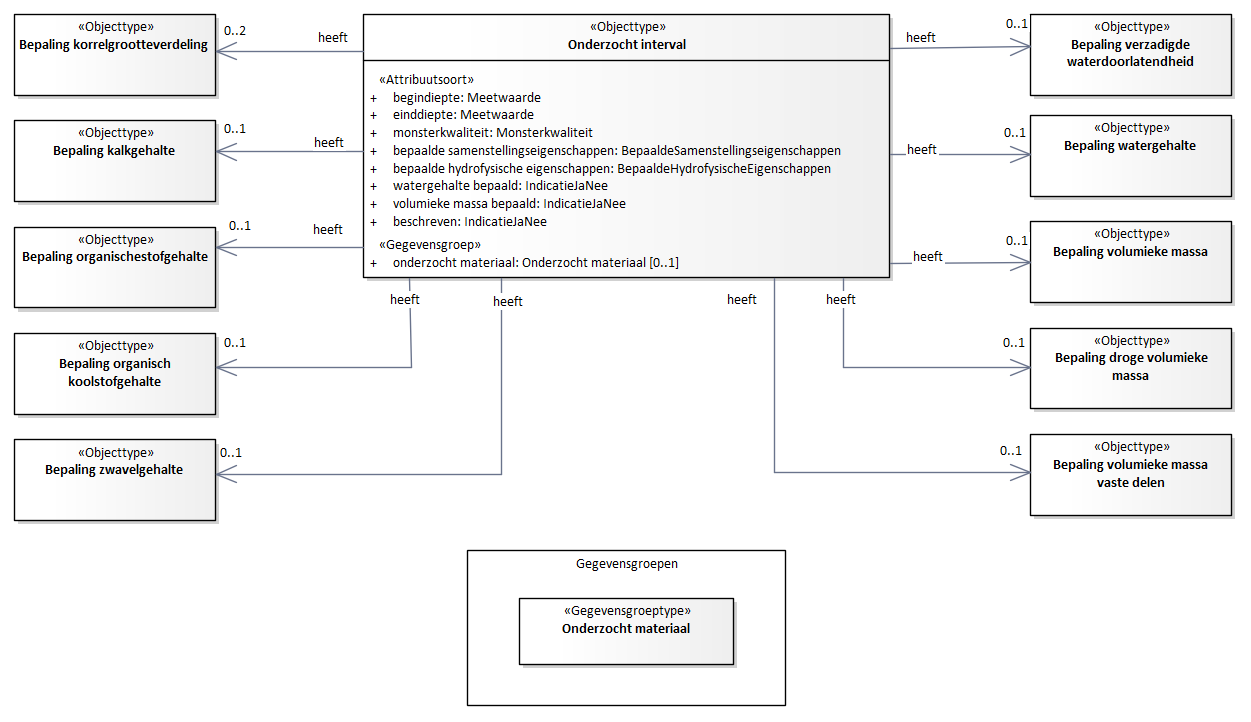 «Objecttype»
Bepaling korrelgrootteverdeling
0..2
heeft
«Objecttype»
Bepaling kalkgehalte
0..1
heeft
«Objecttype»
Bepaling organischestofgehalte
0..1
heeft
«Objecttype»
Bepaling organisch
koolstofgehalte
0..1
heeft
«Objecttype»
Bepaling zwavelgehalte
0..1
heeft
«Objecttype»
Onderzocht interval
«Attribuutsoort»
+ begindiepte: Meetwaarde
+ einddiepte: Meetwaarde
+ monsterkwaliteit: Monsterkwaliteit
+ bepaalde samenstellingseigenschappen: BepaaldeSamenstellingseigenschappen
+ bepaalde hydrofysische eigenschappen: BepaaldeHydrofysischeEigenschappen
+ watergehalte bepaald: IndicatieJaNee
+ volumieke massa bepaald: IndicatieJaNee
+ beschreven: IndicatieJaNee
«Gegevensgroep»
+ onderzocht materiaal: Onderzocht materiaal [0..1]
heeft
0..1
«Objecttype»
Bepaling verzadigde
waterdoorlatendheid
heeft
0..1
«Objecttype»
Bepaling watergehalte
heeft
0..1
«Objecttype»
Bepaling volumieke massa
heeft
0..1
«Objecttype»
Bepaling droge volumieke
massa
heeft
0..1
«Objecttype»
Bepaling volumieke massa
vaste delen
Gegevensgroepen
«Gegevensgroeptype»
Onderzocht materiaal